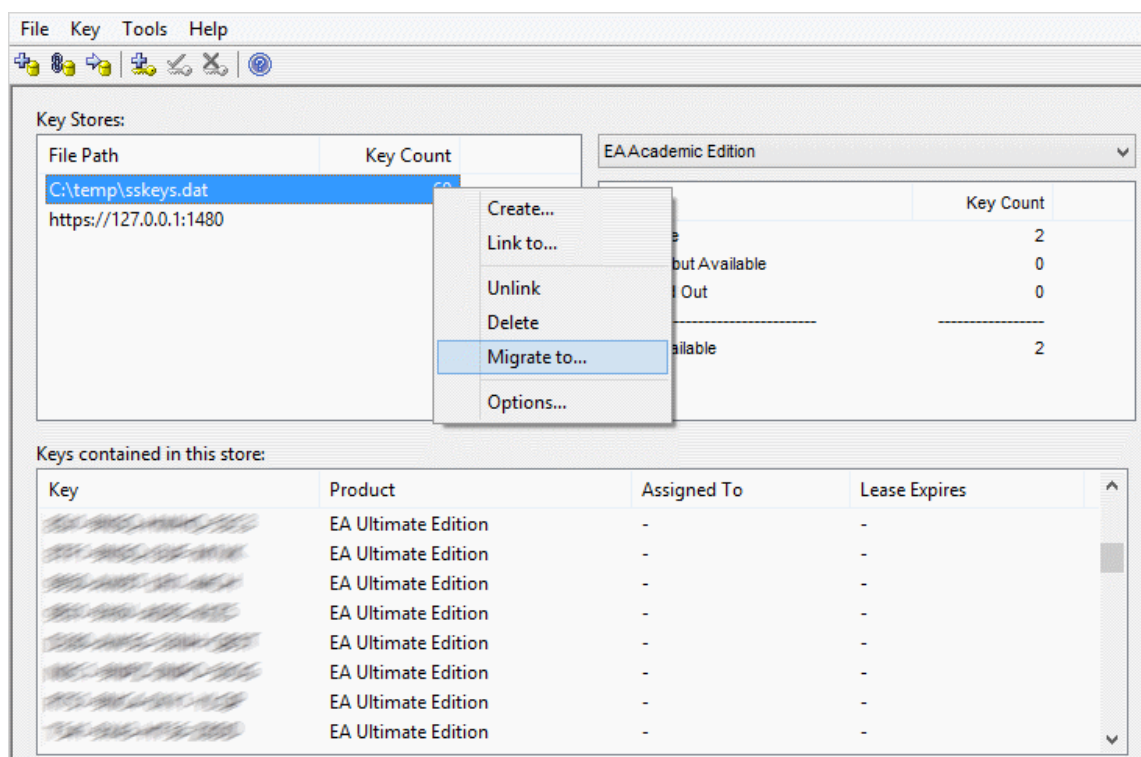 File Key Tools Help
Key Stores:
File Path Key Count
EA Academic Edition
C:\temp\sskeys.dat
https://127.0.0.1:1480
Key Count
2
but Available 0
Out 0
----------------------- -----------------
2
Create...
Link to...
Unlink
Delete
Migrate to...
Options...
Keys contained in this store:
Key Product Assigned To Lease Expires
EA Ultimate Edition - -
EA Ultimate Edition - -
EA Ultimate Edition - -
EA Ultimate Edition - -
EA Ultimate Edition - -
EA Ultimate Edition - -
EA Ultimate Edition - -
EA Ultimate Edition - -